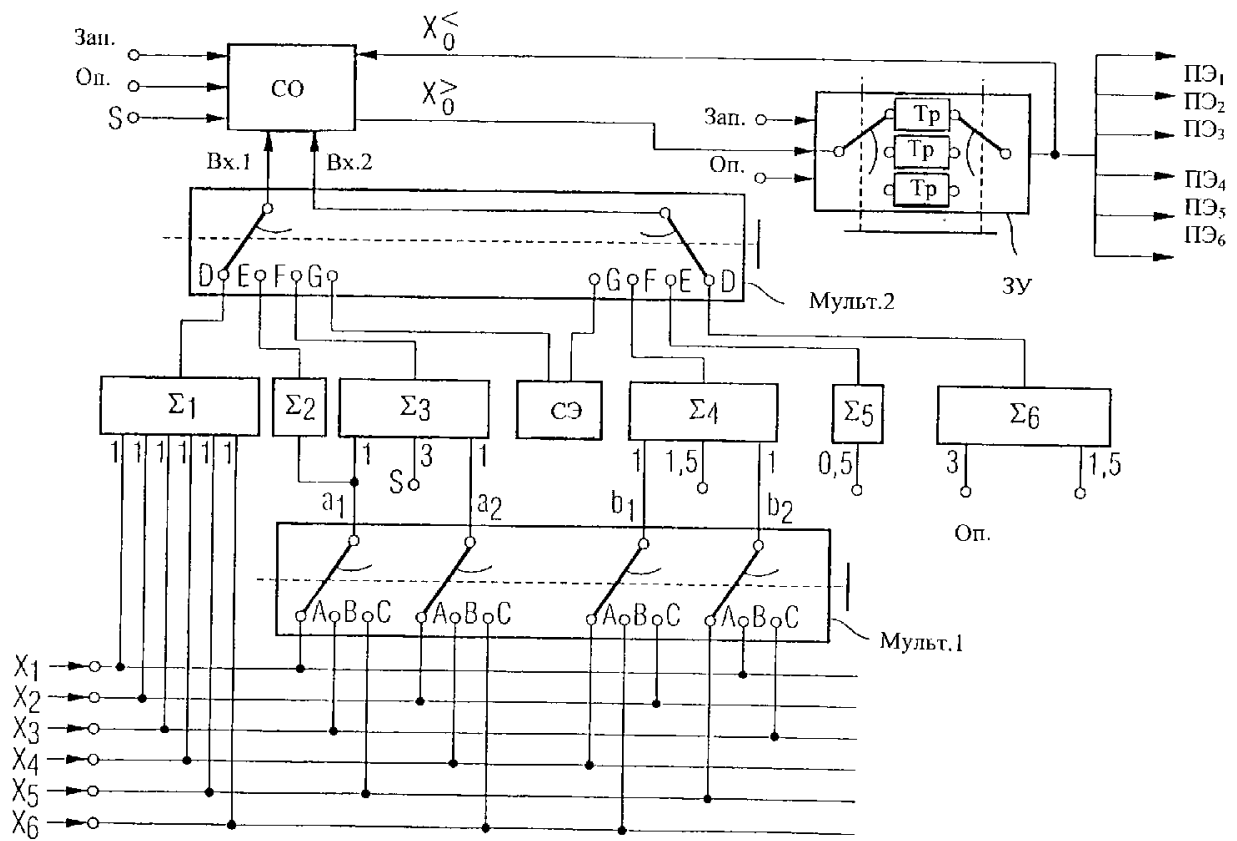 Зап.
Оп.
S
СО
X₀<
X₀>
Вх.1
Вх.2
Зап.
Оп.
Тр
Тр
Тр
ЗУ
ПЭ₁
ПЭ₂
ПЭ₃
ПЭ₄
ПЭ₅
ПЭ₆
D E F G
G F E D
Мульт.2
Σ1
Σ2
Σ3
СЭ
Σ4
Σ5
Σ6
1 1 1 1 1 1
1 3 1
S
1 1,5 1
0,5
3 1,5
Оп.
a1
a2
b1
b2
A B C
A B C
A B C
A B C
Мульт.1
X1
X2
X3
X4
X5
X6